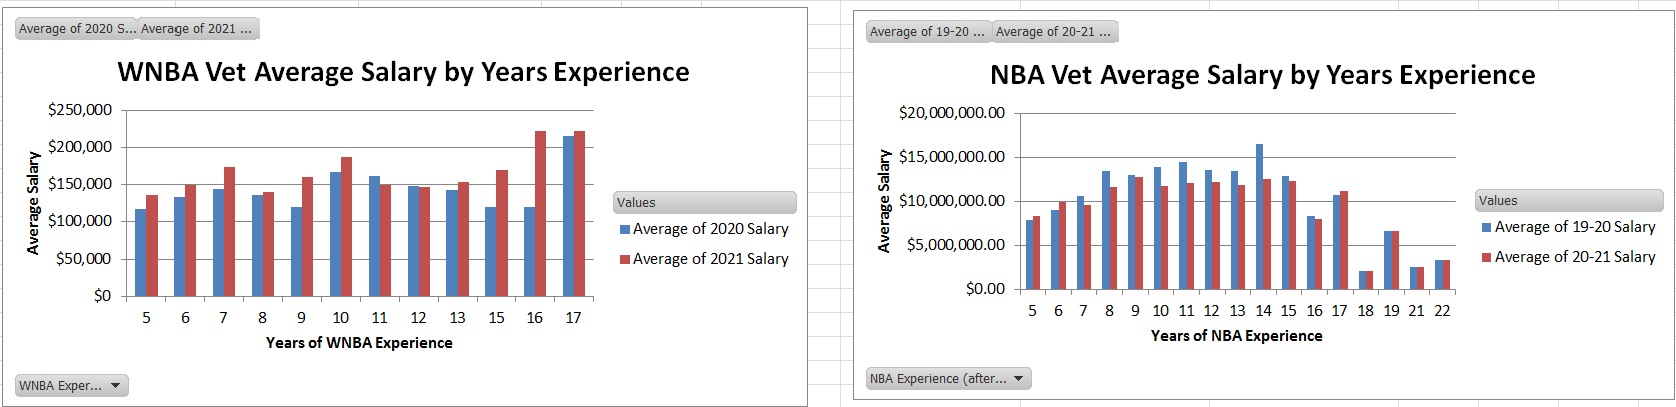 Average of 2020 S... Average of 2021 ...
WNBA Vet Average Salary by Years Experience
$250,000
$200,000
$150,000
$100,000
$50,000
$0
Average Salary
5 6 7 8 9 10 11 12 13 15 16 17
Years of WNBA Experience
Values
Average of 2020 Salary
Average of 2021 Salary
WNBA Exper...
Average of 19-20 ... Average of 20-21 ...
NBA Vet Average Salary by Years Experience
$20,000,000.00
$15,000,000.00
$10,000,000.00
$5,000,000.00
$0.00
Average Salary
5 6 7 8 9 10 11 12 13 14 15 16 17 18 19 21 22
Years of NBA Experience
Values
Average of 19-20 Salary
Average of 20-21 Salary
NBA Experience (after...